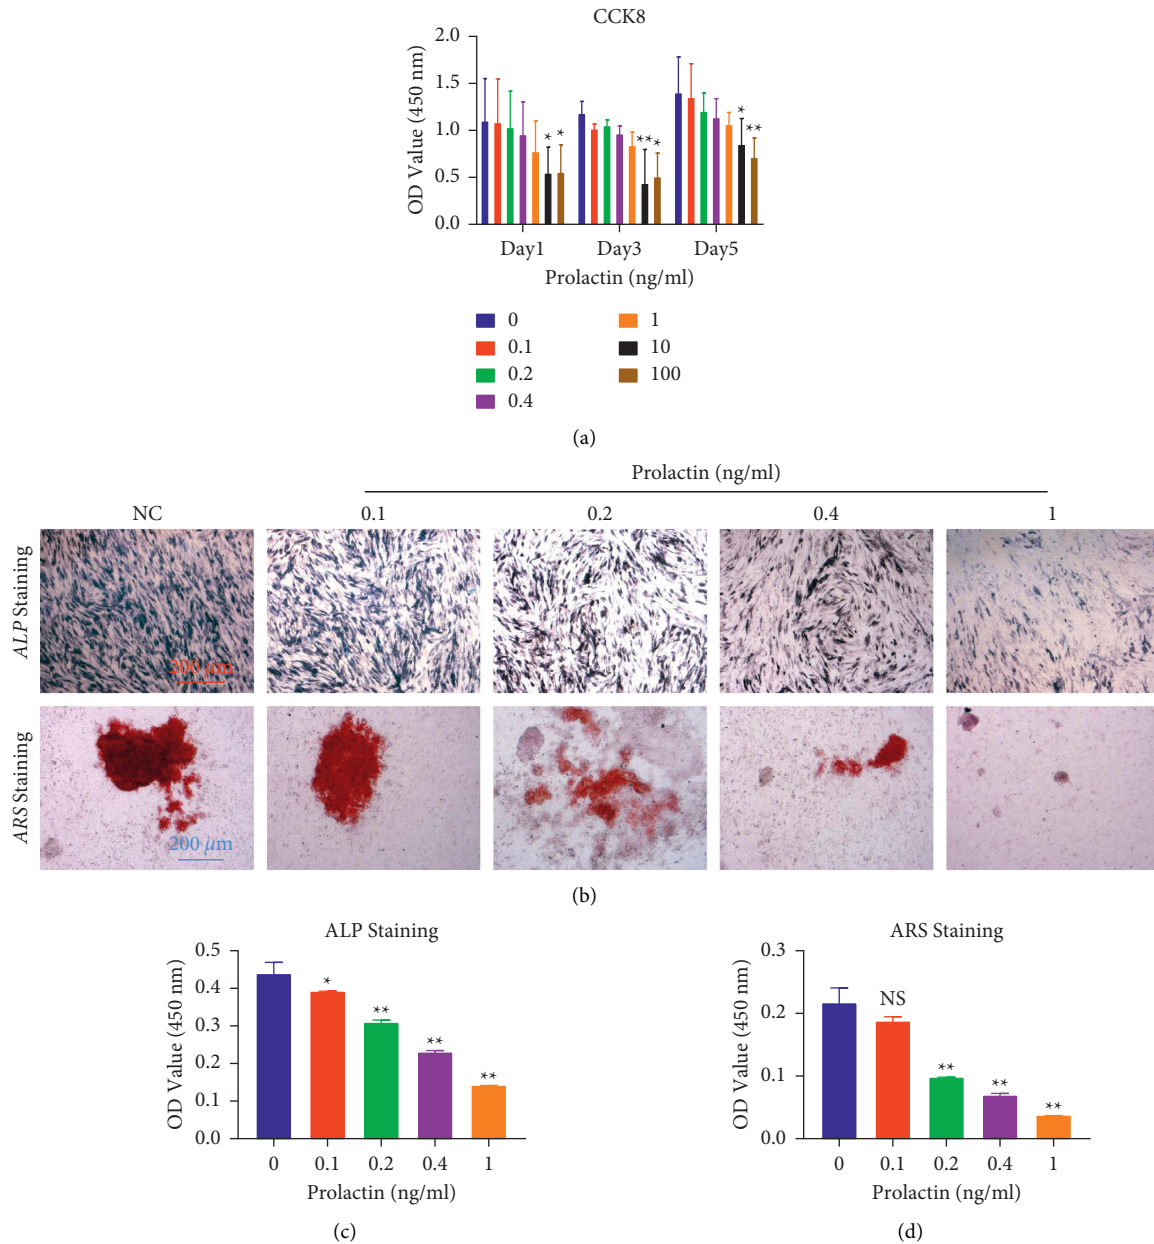 CCK8
OD Value (450 nm)
2.0
1.5
1.0
0.5
0.0
* *
** *
* **
Day1 Day3 Day5
Prolactin (ng/ml)
0 1
0.1 10
0.2 100
0.4
(a)
Prolactin (ng/ml)
NC 0.1 0.2 0.4 1
ALP Staining
200 μm
ARS Staining
200 μm
(b)
ALP Staining
OD Value (450 nm)
0.5
0.4
0.3
0.2
0.1
0.0
* ** ** **
0 0.1 0.2 0.4 1
Prolactin (ng/ml)
(c)
ARS Staining
OD Value (450 nm)
0.3
0.2
0.1
0.0
NS ** ** **
0 0.1 0.2 0.4 1
Prolactin (ng/ml)
(d)